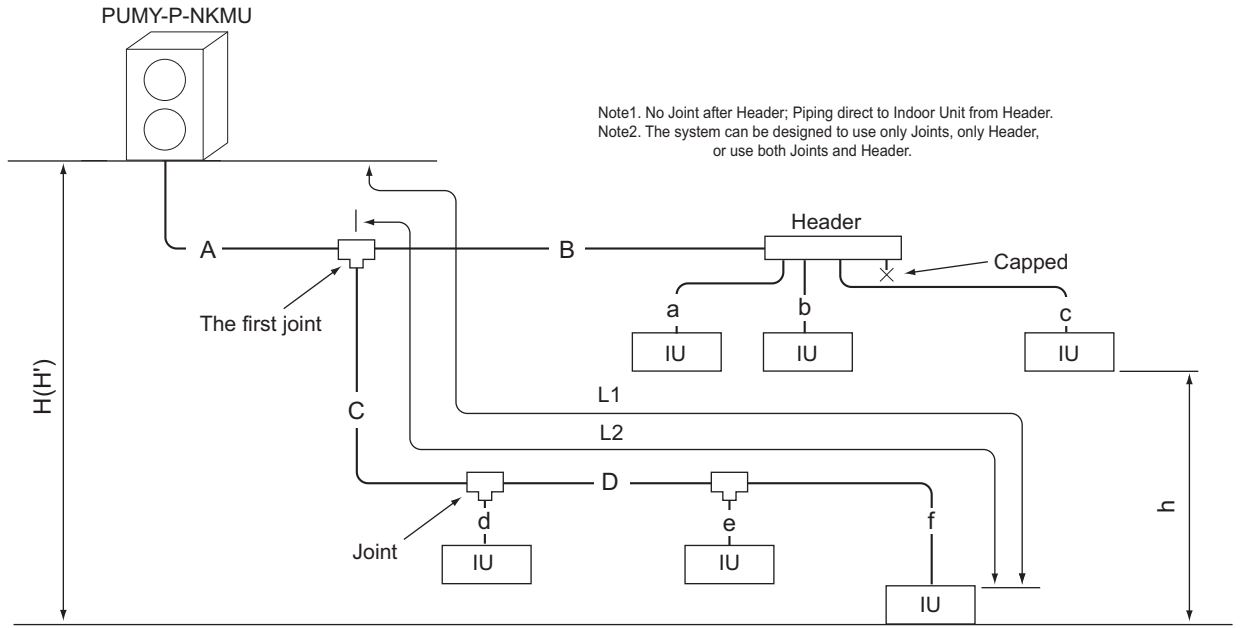 PUMY-P-NKMU
Note1. No Joint after Header; Piping direct to Indoor Unit from Header.
Note2. The system can be designed to use only Joints, only Header,
or use both Joints and Header.
Header
A
B
Capped
The first joint
a
b
c
IU
IU
IU
H(H')
L1
C
L2
D
h
d
e
f
Joint
IU
IU
IU